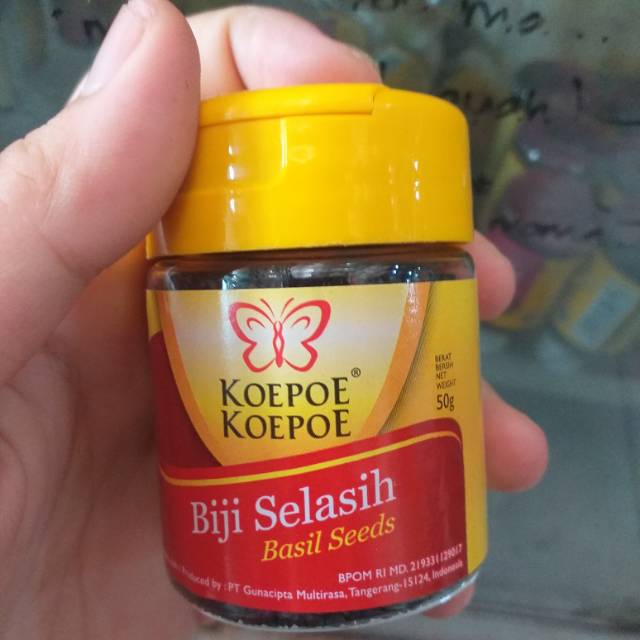 KOEPOE®
KOEPOE
BERAT
BERSIH
NET
WEIGHT
50g
Biji Selasih
Basil Seeds
BPOM RI MD. 219331129017
Produced by : PT Gunacipta Multirasa, Tangerang-15124, Indonesia